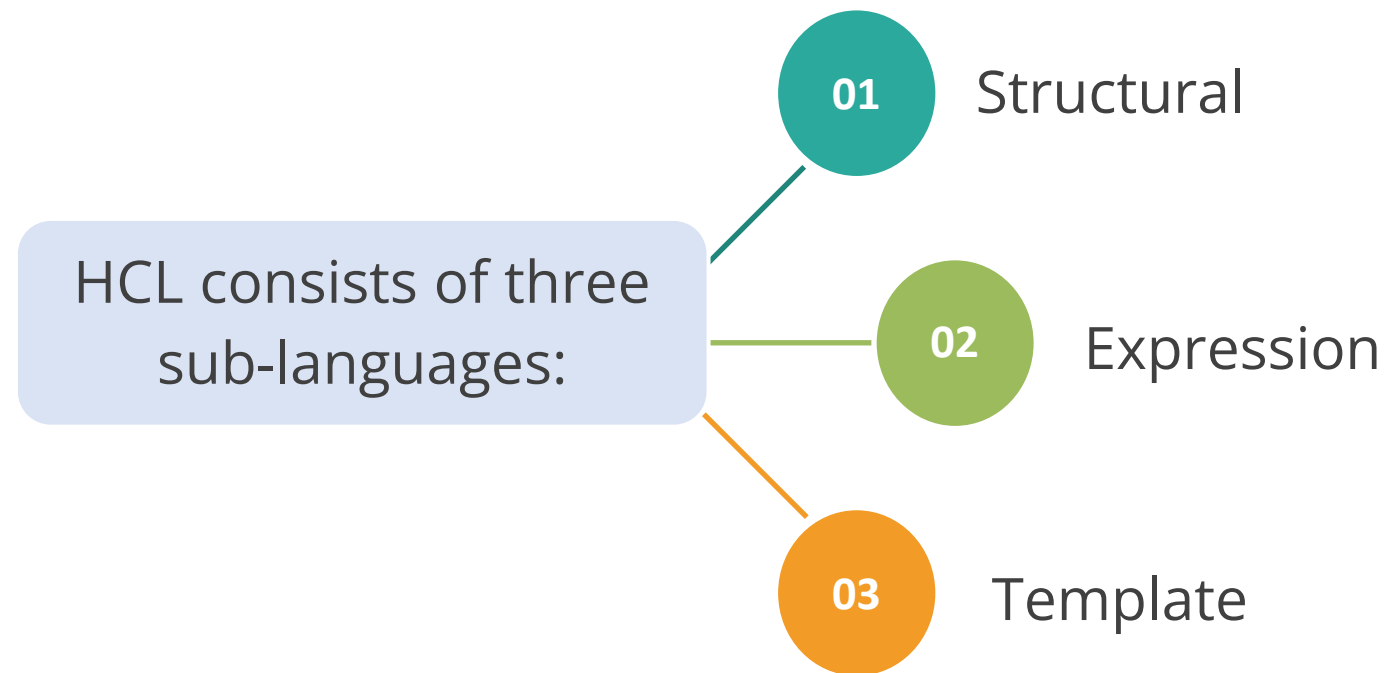 HCL consists of three
sub-languages:
01
Structural
02
Expression
03
Template